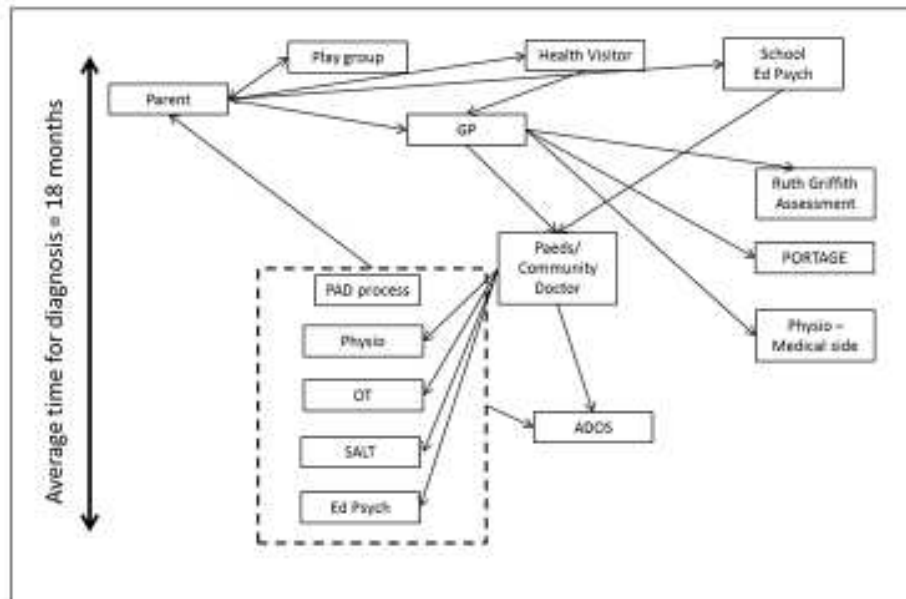 Average time for diagnosis = 18 months
Play group
Health Visitor
School
Ed Psych
Parent
GP
Ruth Griffith
Assessment
Paeds/
Community
Doctor
PORTAGE
PAD process
Physio –
Medical side
Physio
OT
ADOS
SALT
Ed Psych